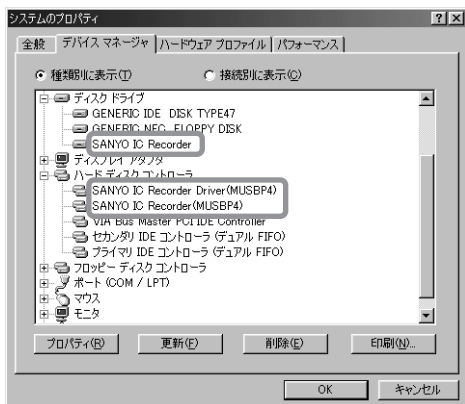 システムのプロパティ
全般 デバイス マネージャ ハードウェア プロファイル パフォーマンス
種類別に表示(T) 接続別に表示(C)
ディスク ドライブ
GENERIC IDE DISK TYPE47
GENERIC NEC FLOPPY DISK
SANYO IC Recorder
ディスプレイ アダプタ
ハード ディスク コントローラ
SANYO IC Recorder Driver(MUSBP4)
SANYO IC Recorder(MUSBP4)
VIA Bus Master PCI IDE Controller
セカンダリ IDE コントローラ (デュアル FIFO)
プライマリ IDE コントローラ (デュアル FIFO)
フロッピー ディスク コントローラ
ポート (COM / LPT)
マウス
モニタ
プロパティ(R) 更新(F) 削除(E) 印刷(N)...
OK キャンセル